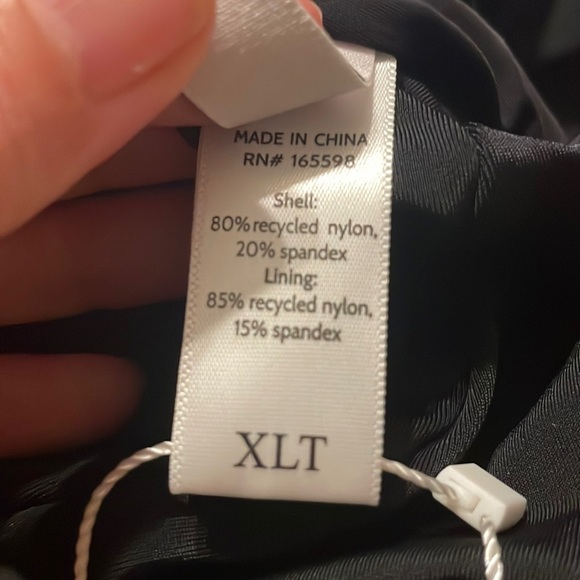 MADE IN CHINA
RN# 165598
Shell:
80% recycled nylon,
20% spandex
Lining:
85% recycled nylon,
15% spandex
XLT